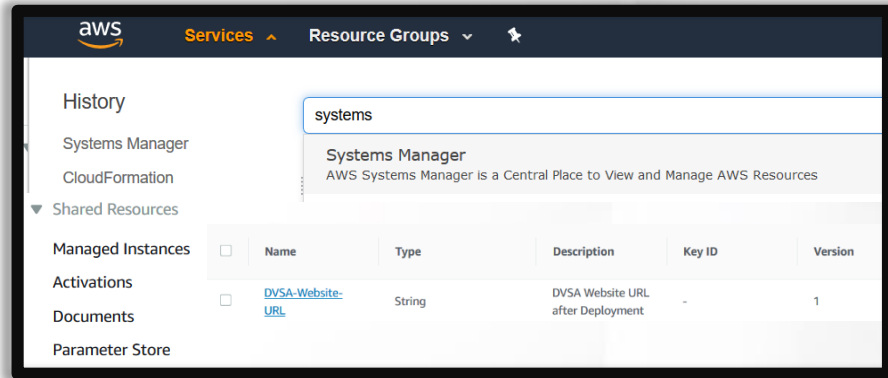 aws
Services
Resource Groups
History
systems
Systems Manager
Systems Manager
AWS Systems Manager is a Central Place to View and Manage AWS Resources
CloudFormation
Shared Resources
Managed Instances
Activations
Documents
Parameter Store
Name Type Description Key ID Version
DVSA-Website-
URL
String
DVSA Website URL
after Deployment
-
1